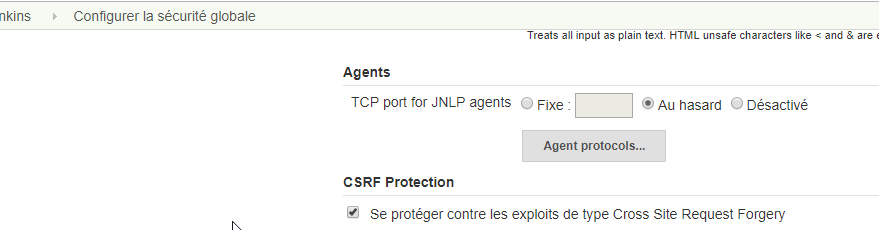 Configurer la sécurité globale
Treats all input as plain text. HTML unsafe characters like < and & are
Agents
TCP port for JNLP agents Fixe : Au hasard Désactivé
Agent protocols...
CSRF Protection
Se protéger contre les exploits de type Cross Site Request Forgery